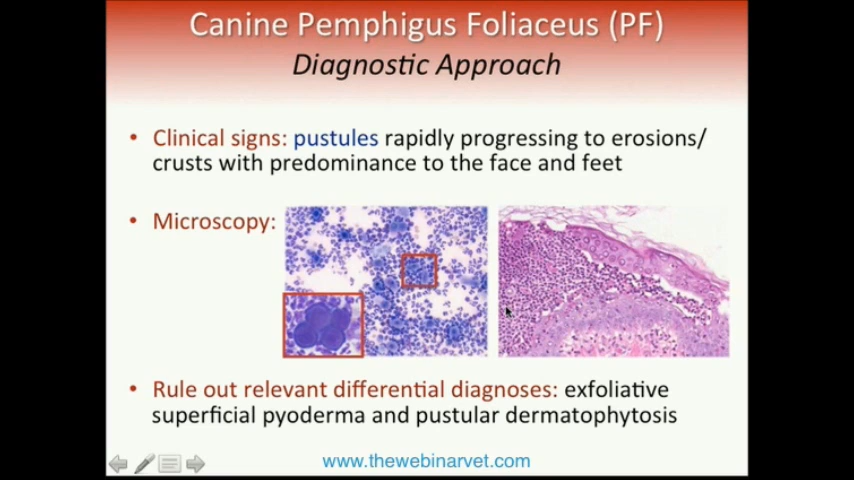 Canine Pemphigus Foliaceus (PF)
Diagnostic Approach
• Clinical signs: pustules rapidly progressing to erosions/
crusts with predominance to the face and feet
• Microscopy:
• Rule out relevant differential diagnoses: exfoliative
superficial pyoderma and pustular dermatophytosis
www.thewebinarvet.com